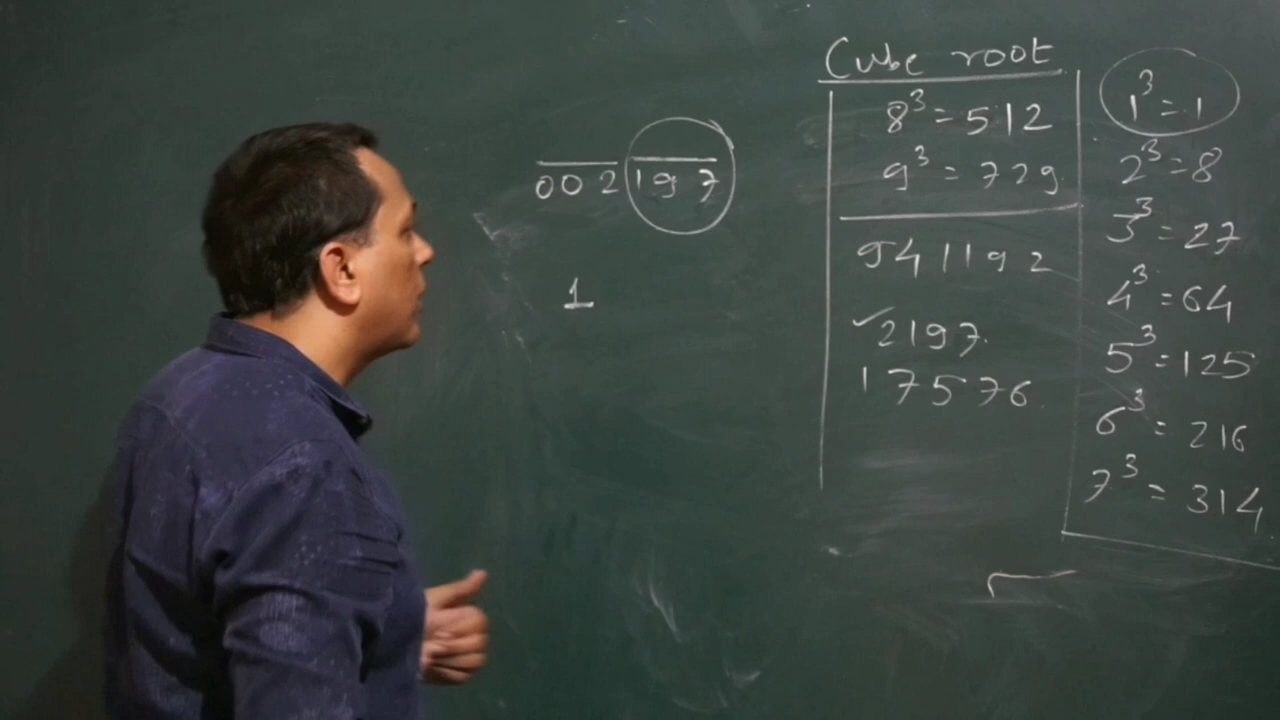 002 197
1
Cube root
8³ = 512
9³ = 729
941192
✓2197
17576
1³ = 1
2³ = 8
3³ = 27
4³ = 64
5³ = 125
6³ = 216
7³ = 314